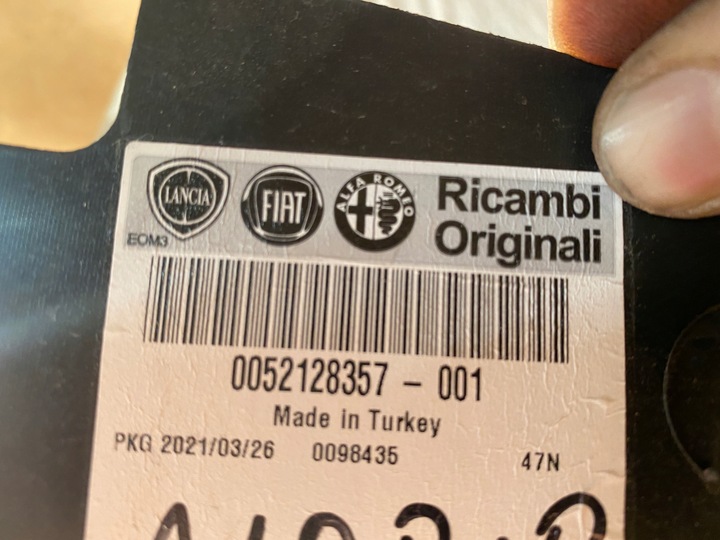 LANCIA
FIAT
ALFA ROMEO
Ricambi
Originali
EOM3
0052128357 - 001
Made in Turkey
PKG 2021/03/26 0098435 47N